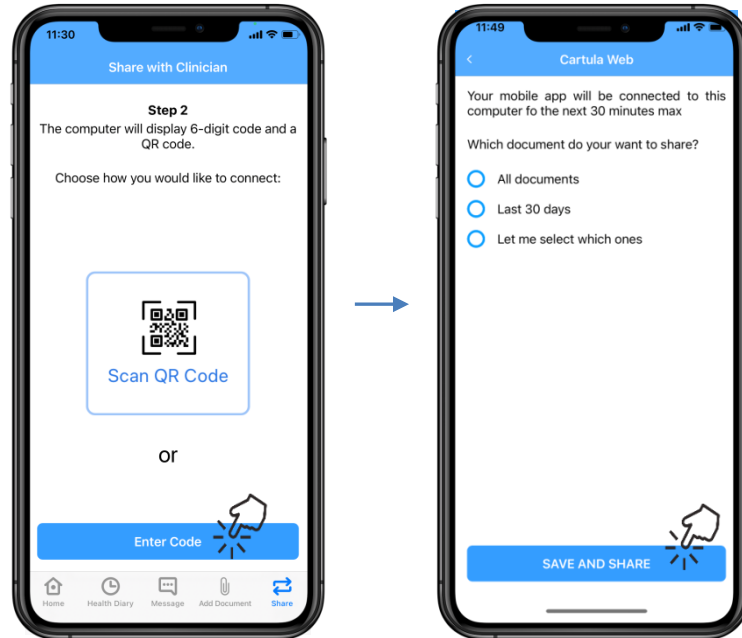 11:30
Share with Clinician
Step 2
The computer will display 6-digit code and a
QR code.
Choose how you would like to connect:
Scan QR Code
or
Enter Code
Home
Health Diary
Message
Add Document
Share
11:49
Cartula Web
Your mobile app will be connected to this
computer fo the next 30 minutes max
Which document do your want to share?
All documents
Last 30 days
Let me select which ones
SAVE AND SHARE